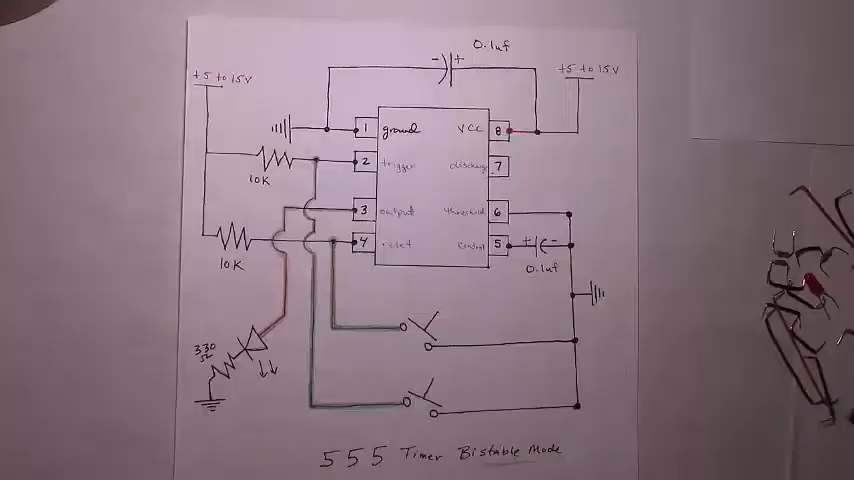 0.1uf
- +
+5 to 15V
+5 to 15V
1 ground
VCC 8
2 trigger
discharge 7
10K
3 output
threshold 6
4 reset
control 5
+ -
10K
0.1uf
330
Ω
555 Timer Bistable Mode